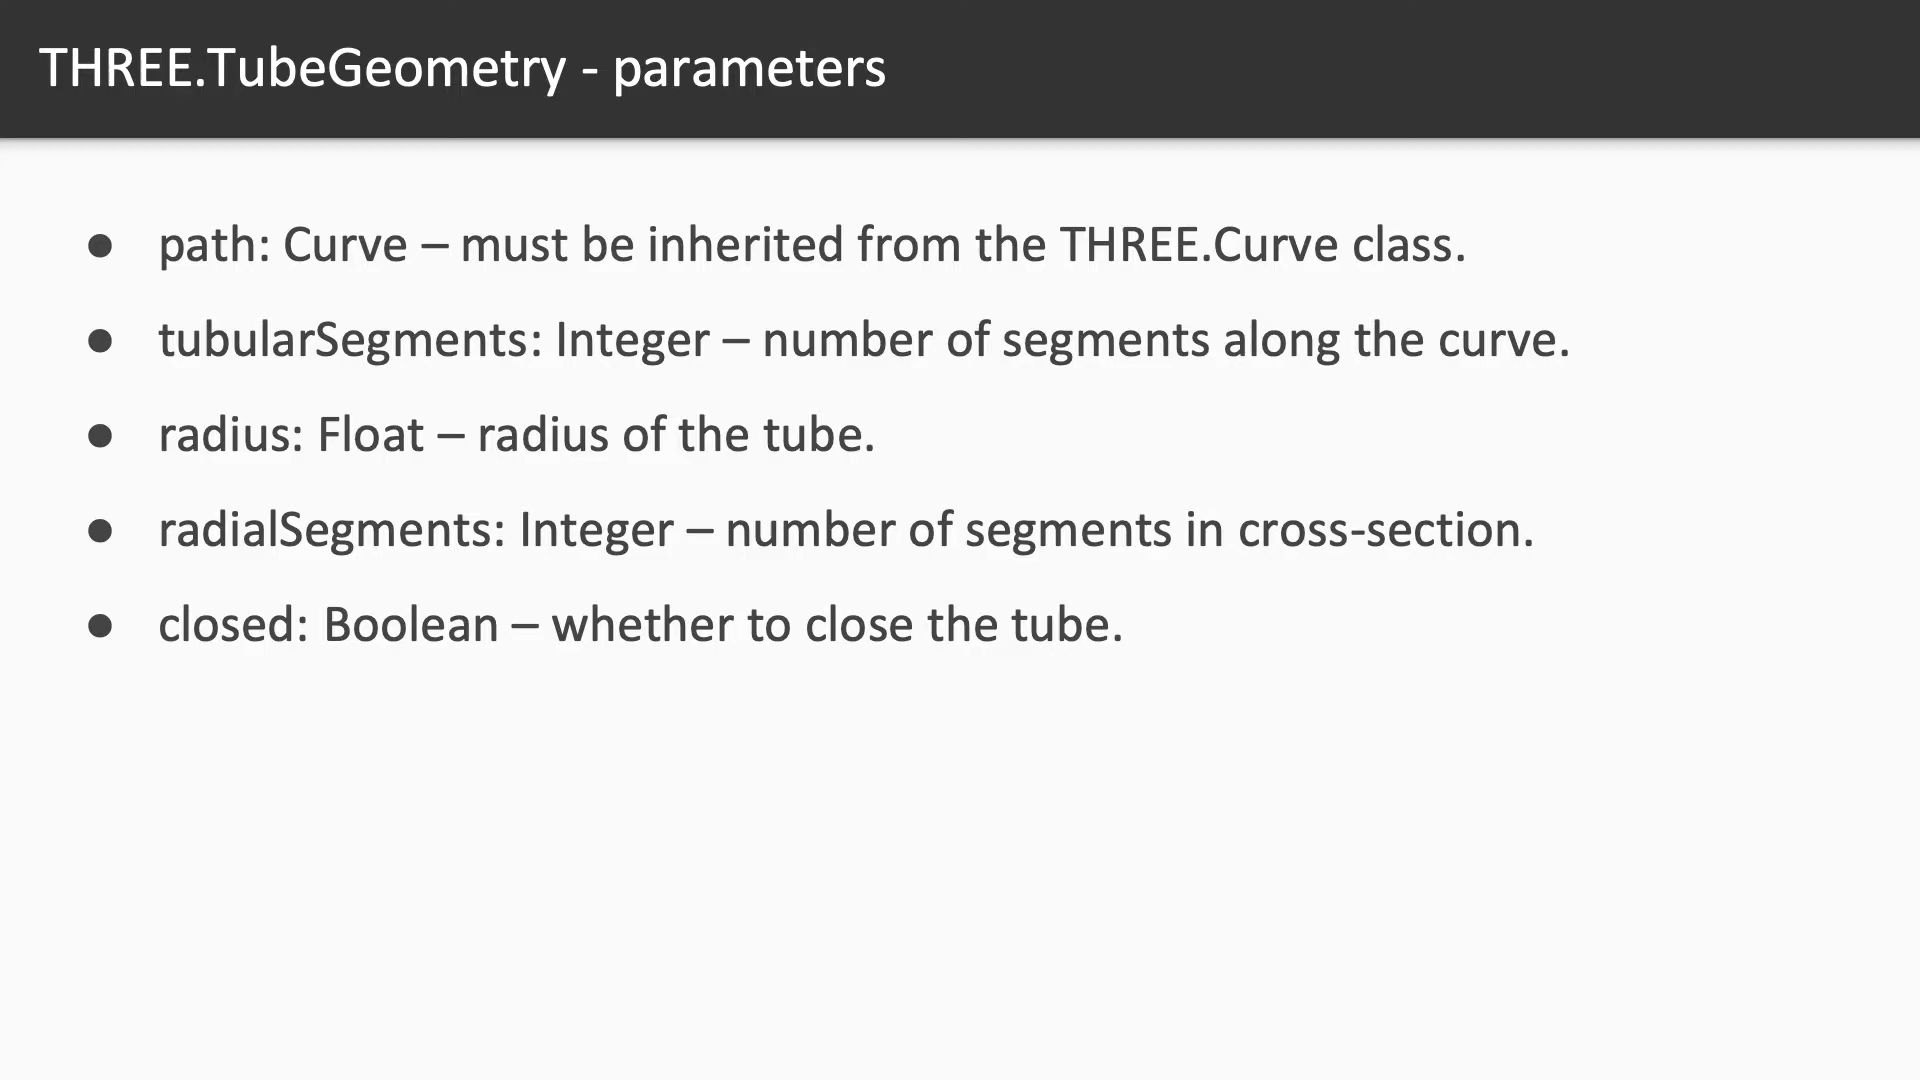 THREE.TubeGeometry - parameters
● path: Curve – must be inherited from the THREE.Curve class.
● tubularSegments: Integer – number of segments along the curve.
● radius: Float – radius of the tube.
● radialSegments: Integer – number of segments in cross-section.
● closed: Boolean – whether to close the tube.